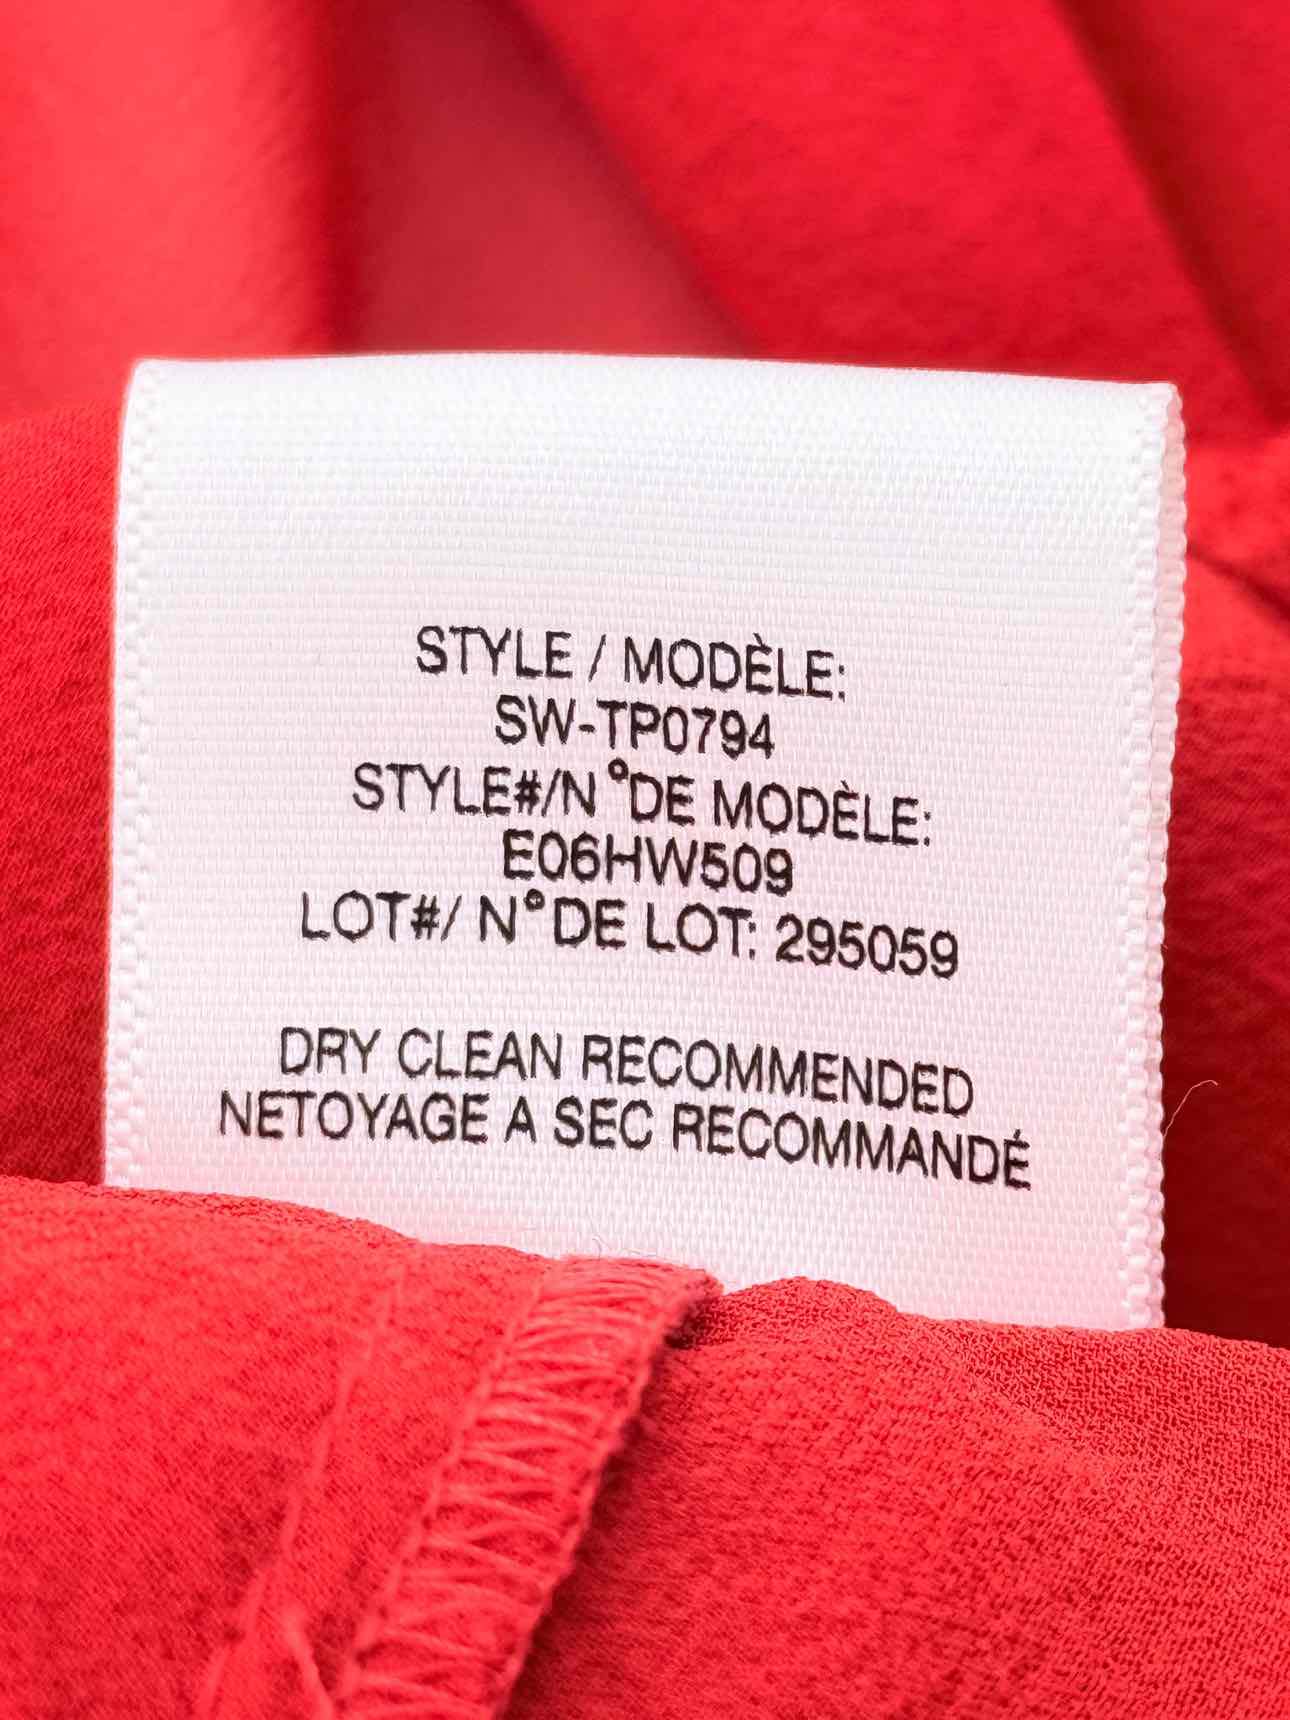 STYLE / MODÈLE:
SW-TP0794
STYLE#/N°DE MODÈLE:
E06HW509
LOT#/ N° DE LOT: 295059
DRY CLEAN RECOMMENDED
NETOYAGE A SEC RECOMMANDÉ